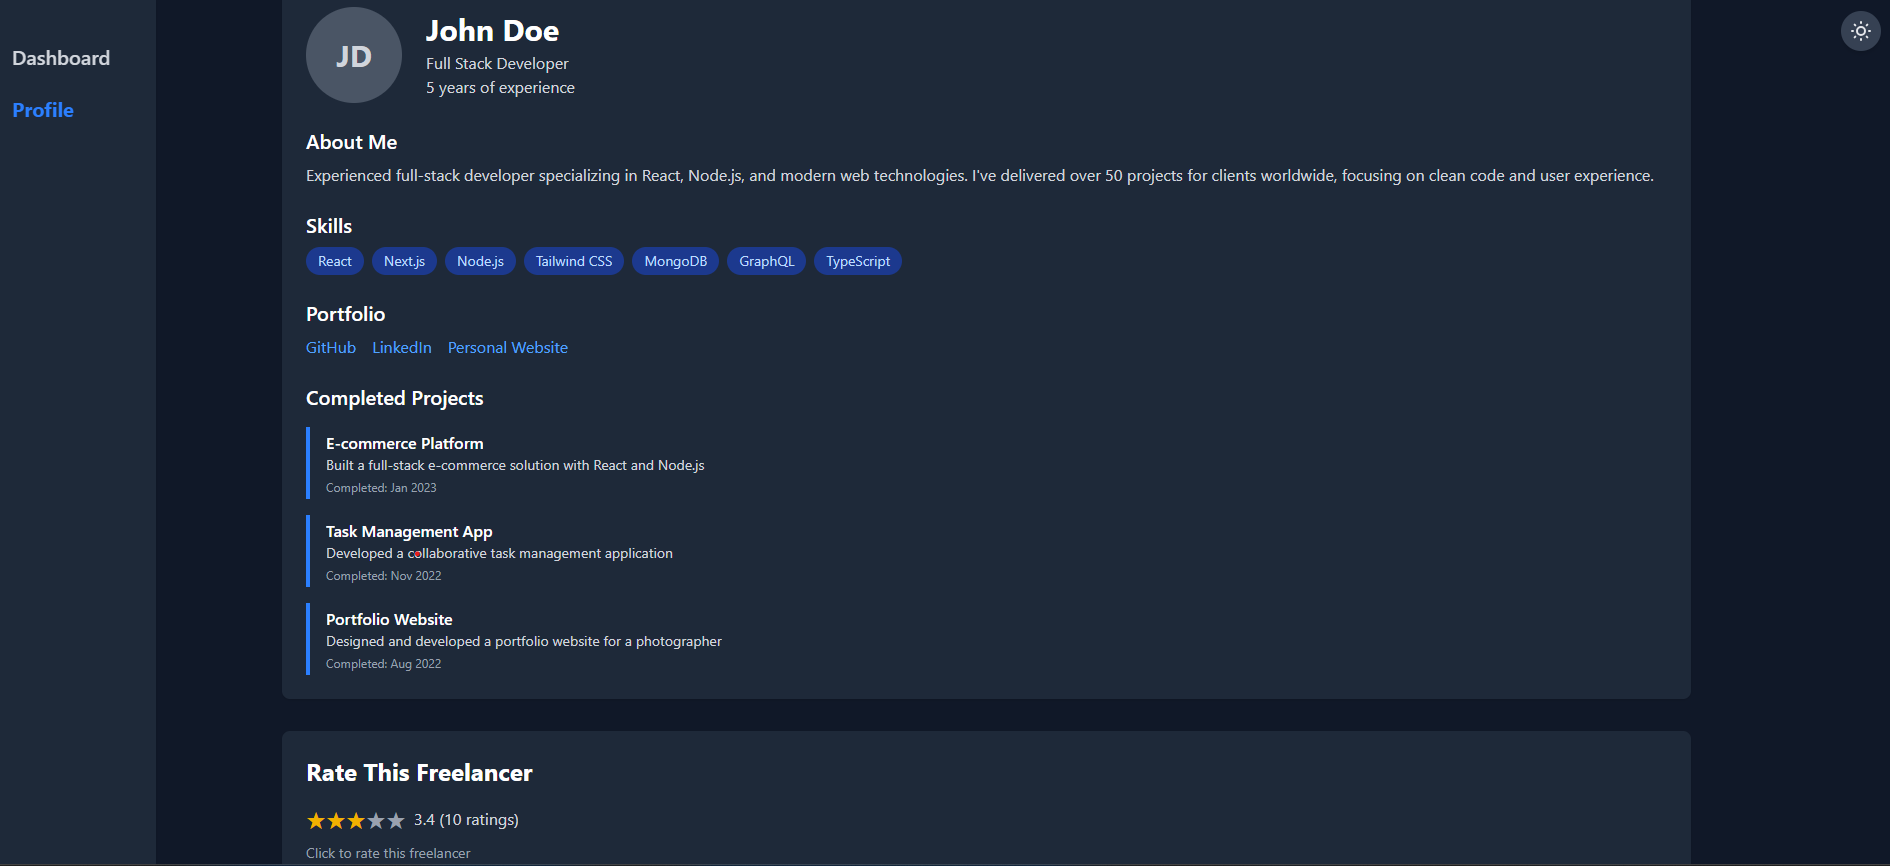 Dashboard
Profile
JD
John Doe
Full Stack Developer
5 years of experience
About Me
Experienced full-stack developer specializing in React, Node.js, and modern web technologies. I've delivered over 50 projects for clients worldwide, focusing on clean code and user experience.
Skills
React Next.js Node.js Tailwind CSS MongoDB GraphQL TypeScript
Portfolio
GitHub LinkedIn Personal Website
Completed Projects
E-commerce Platform
Built a full-stack e-commerce solution with React and Node.js
Completed: Jan 2023
Task Management App
Developed a collaborative task management application
Completed: Nov 2022
Portfolio Website
Designed and developed a portfolio website for a photographer
Completed: Aug 2022
Rate This Freelancer
3.4 (10 ratings)
Click to rate this freelancer